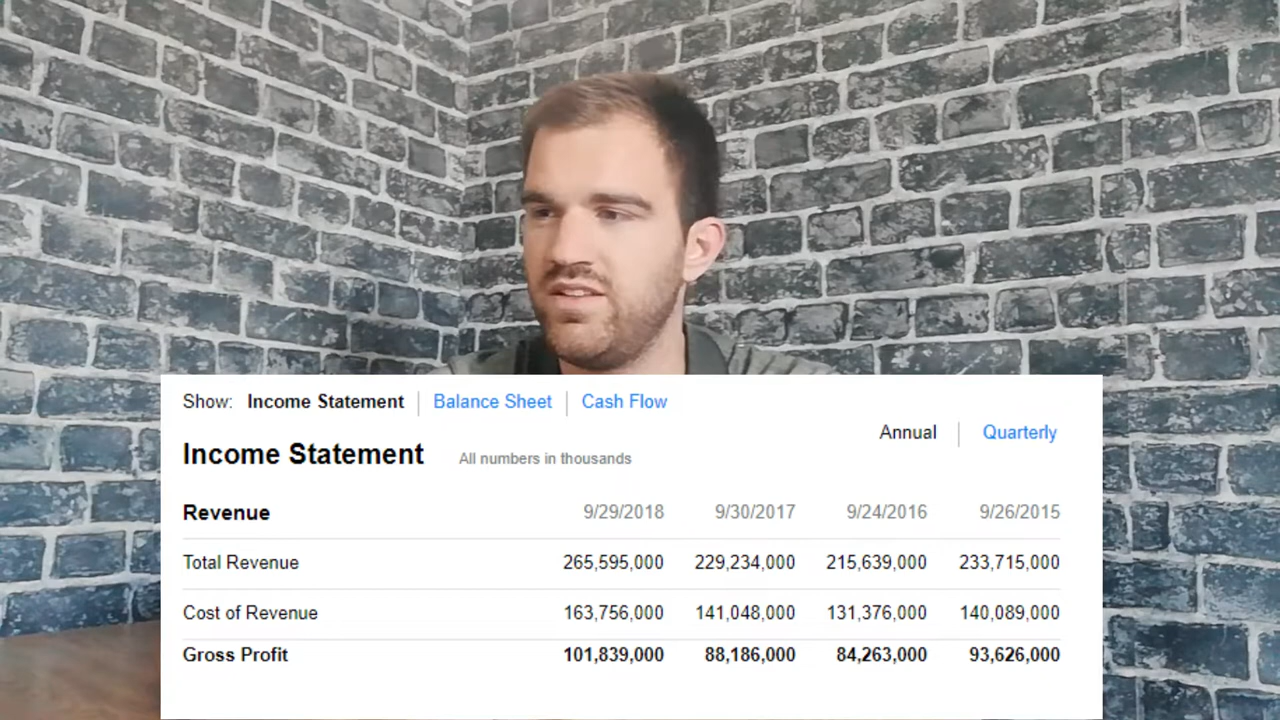 Show: Income Statement Balance Sheet Cash Flow
Annual Quarterly
Income Statement All numbers in thousands
Revenue 9/29/2018 9/30/2017 9/24/2016 9/26/2015
Total Revenue 265,595,000 229,234,000 215,639,000 233,715,000
Cost of Revenue 163,756,000 141,048,000 131,376,000 140,089,000
Gross Profit 101,839,000 88,186,000 84,263,000 93,626,000